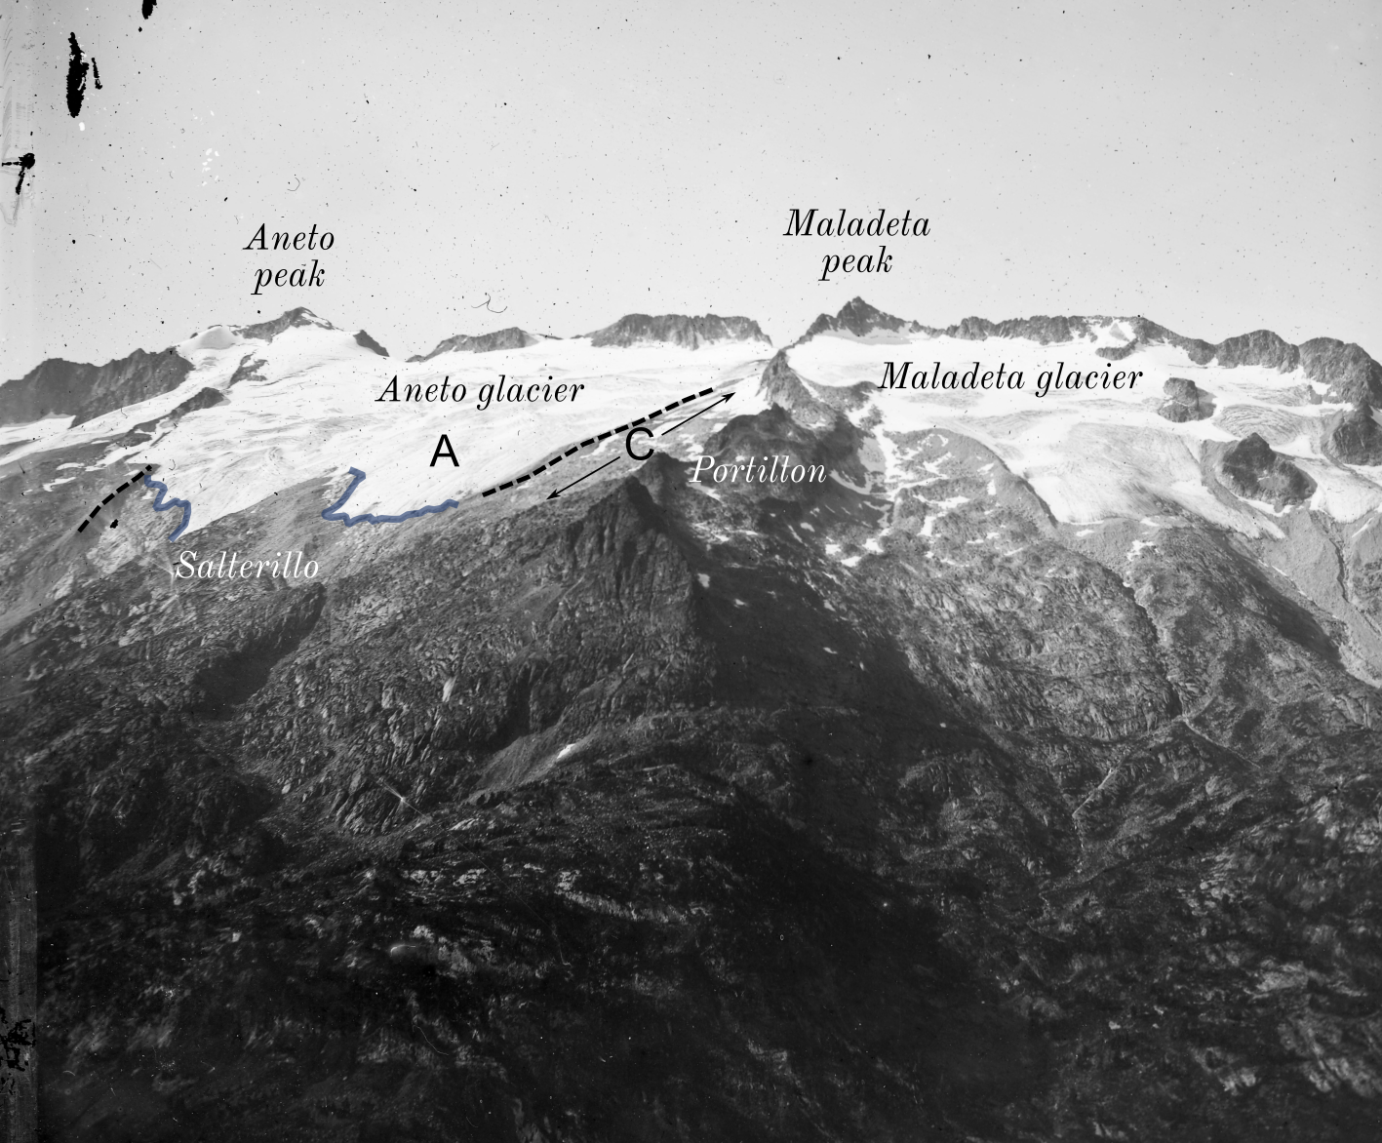 Aneto
peak
Maladeta
peak
Aneto glacier
Maladeta glacier
A
C
Portillon
Salterillo